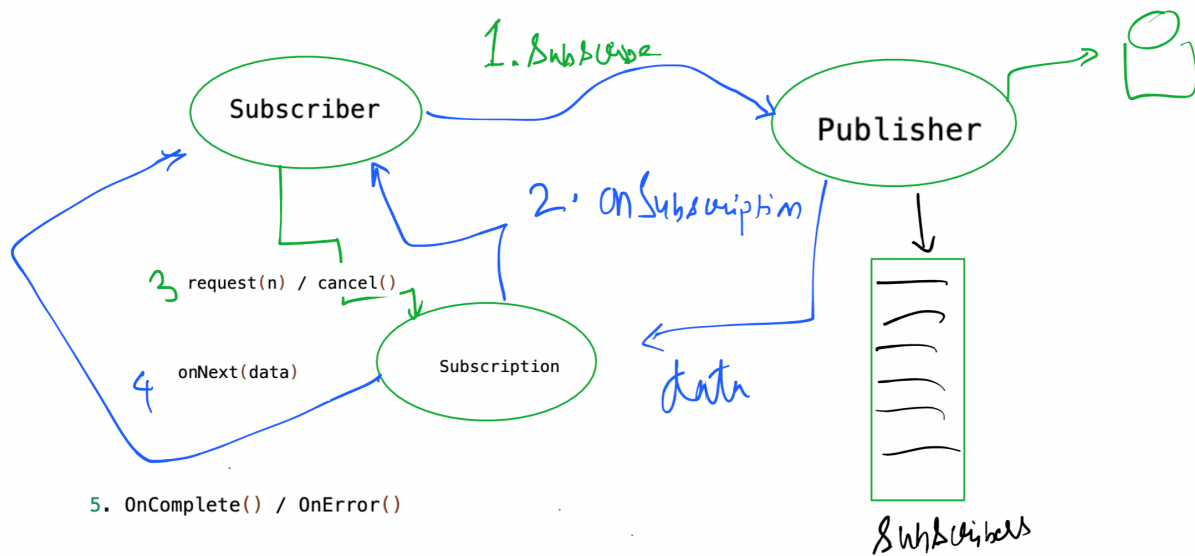 1. Subscribe
Subscriber
Publisher
2. onSubscription
3 request(n) / cancel()
Subscription
4 onNext(data)
data
5. OnComplete() / OnError()
Subscribers